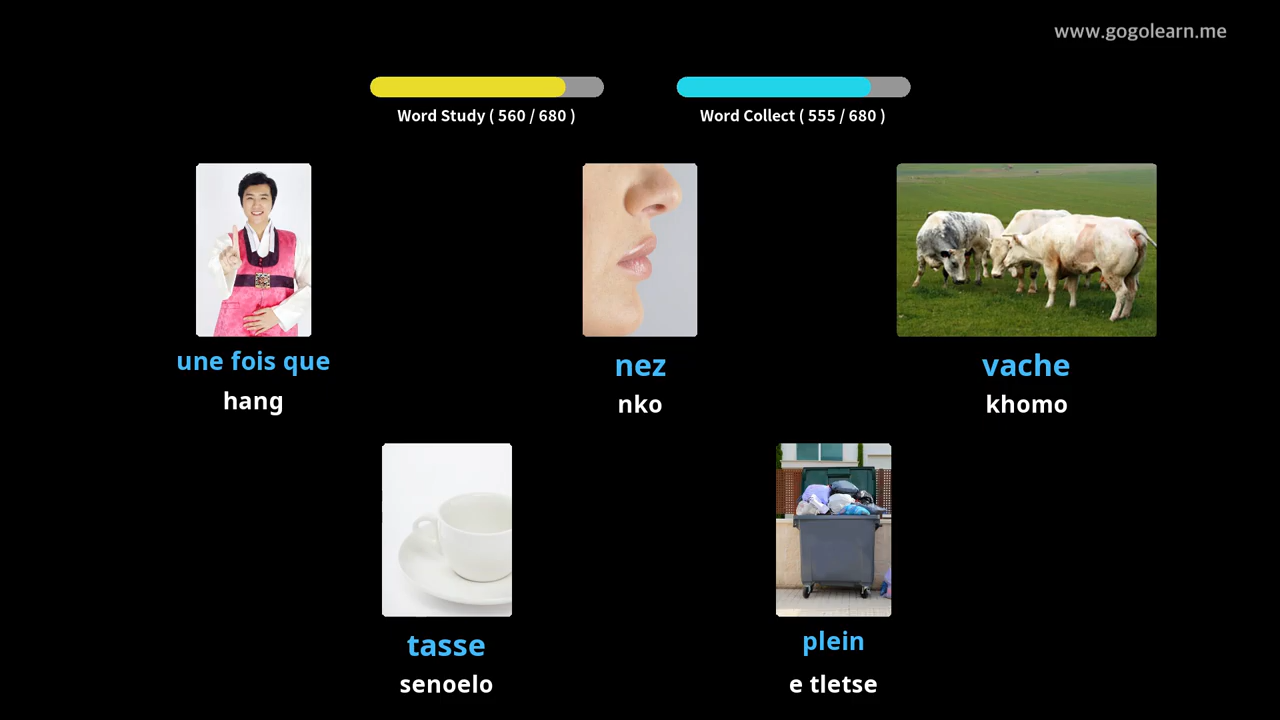 www.gogolearn.me
Word Study ( 560 / 680 )
Word Collect ( 555 / 680 )
une fois que
hang
nez
nko
vache
khomo
tasse
senoelo
plein
e tletse